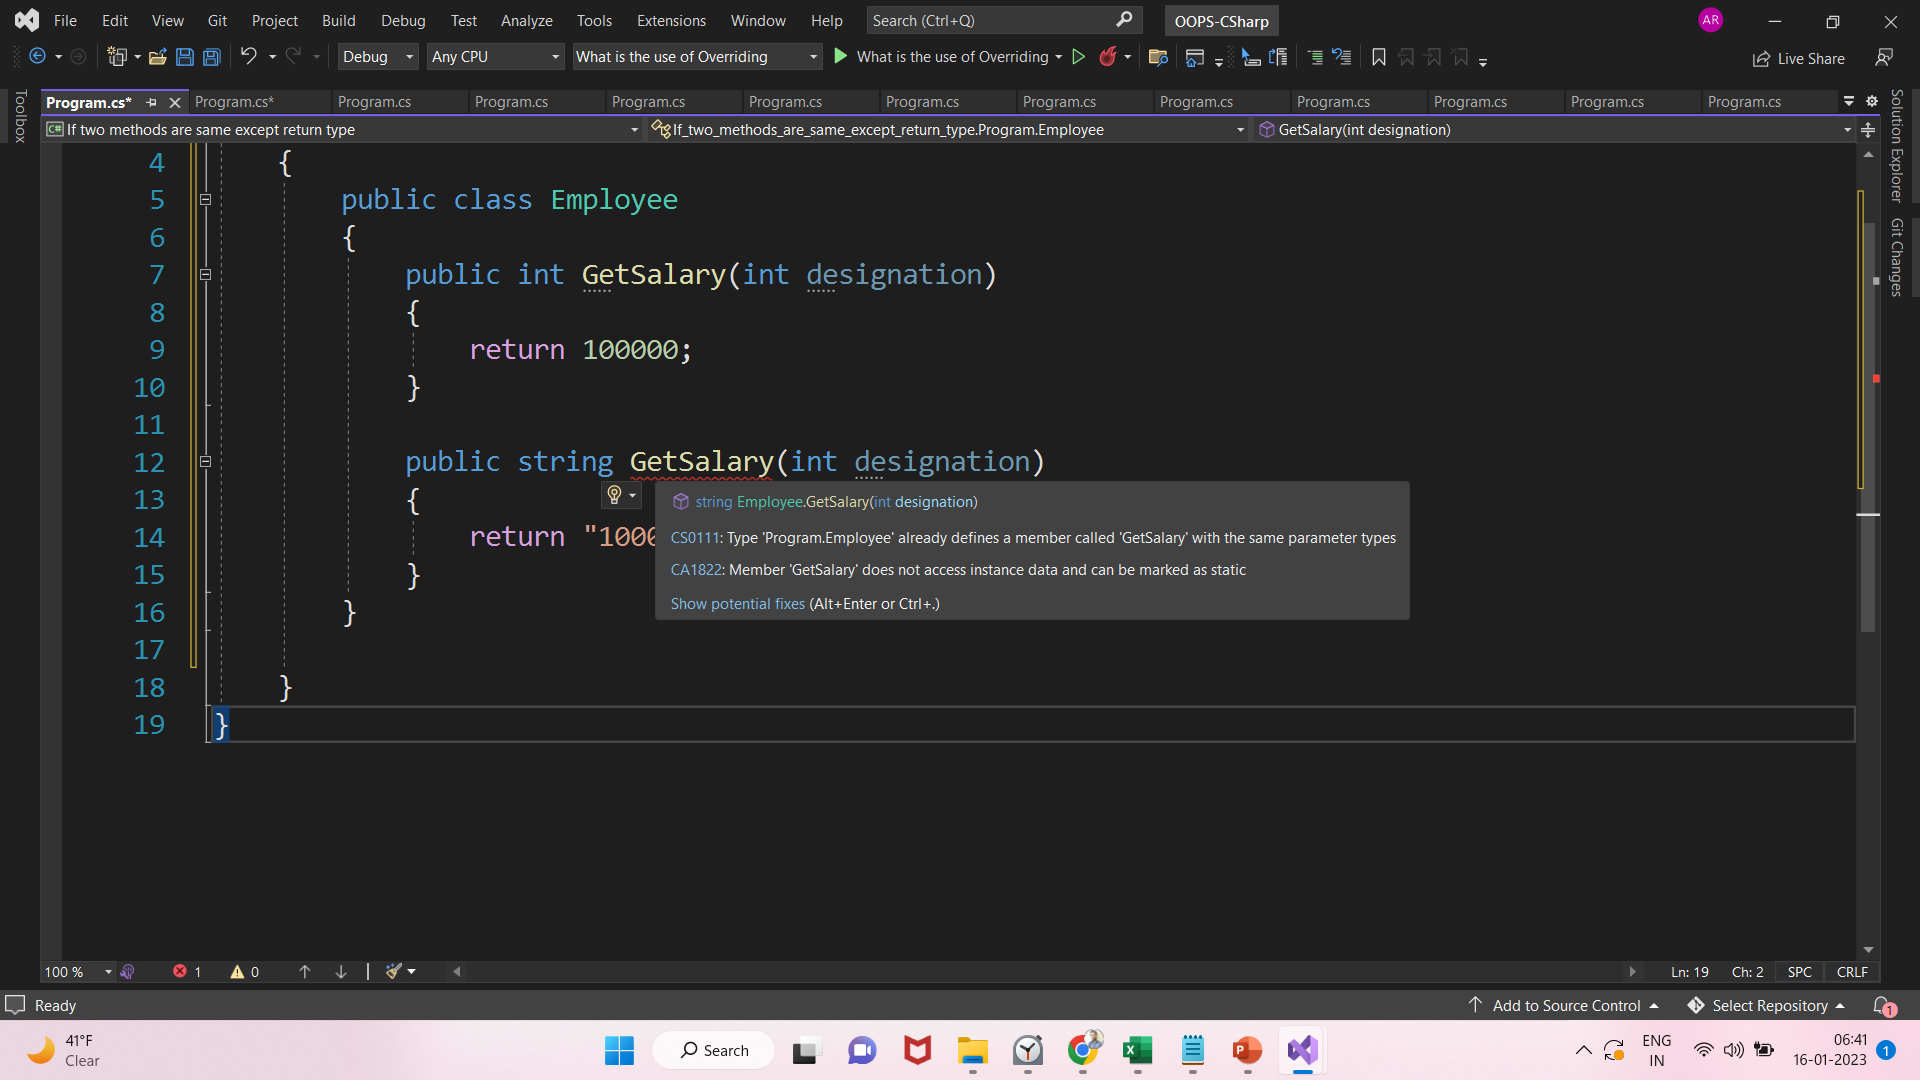 File Edit View Git Project Build Debug Test Analyze Tools Extensions Window Help Search (Ctrl+Q) OOPS-CSharp AR
Debug Any CPU What is the use of Overriding What is the use of Overriding Live Share
Program.cs* Program.cs* Program.cs Program.cs Program.cs Program.cs Program.cs Program.cs Program.cs Program.cs Program.cs Program.cs Program.cs
Toolbox
Solution Explorer
Git Changes
C# If two methods are same except return type If_two_methods_are_same_except_return_type.Program.Employee GetSalary(int designation)
4 {
5 public class Employee
6 {
7 public int GetSalary(int designation)
8 {
9 return 100000;
10 }
11
12 public string GetSalary(int designation)
13 {
14 return "1000
15 }
16 }
17
18 }
19 }
string Employee.GetSalary(int designation)
CS0111: Type 'Program.Employee' already defines a member called 'GetSalary' with the same parameter types
CA1822: Member 'GetSalary' does not access instance data and can be marked as static
Show potential fixes (Alt+Enter or Ctrl+.)
100 % 1 0 Ln: 19 Ch: 2 SPC CRLF
Ready Add to Source Control Select Repository 1
41°F
Clear
Search
ENG
IN
06:41
16-01-2023
1